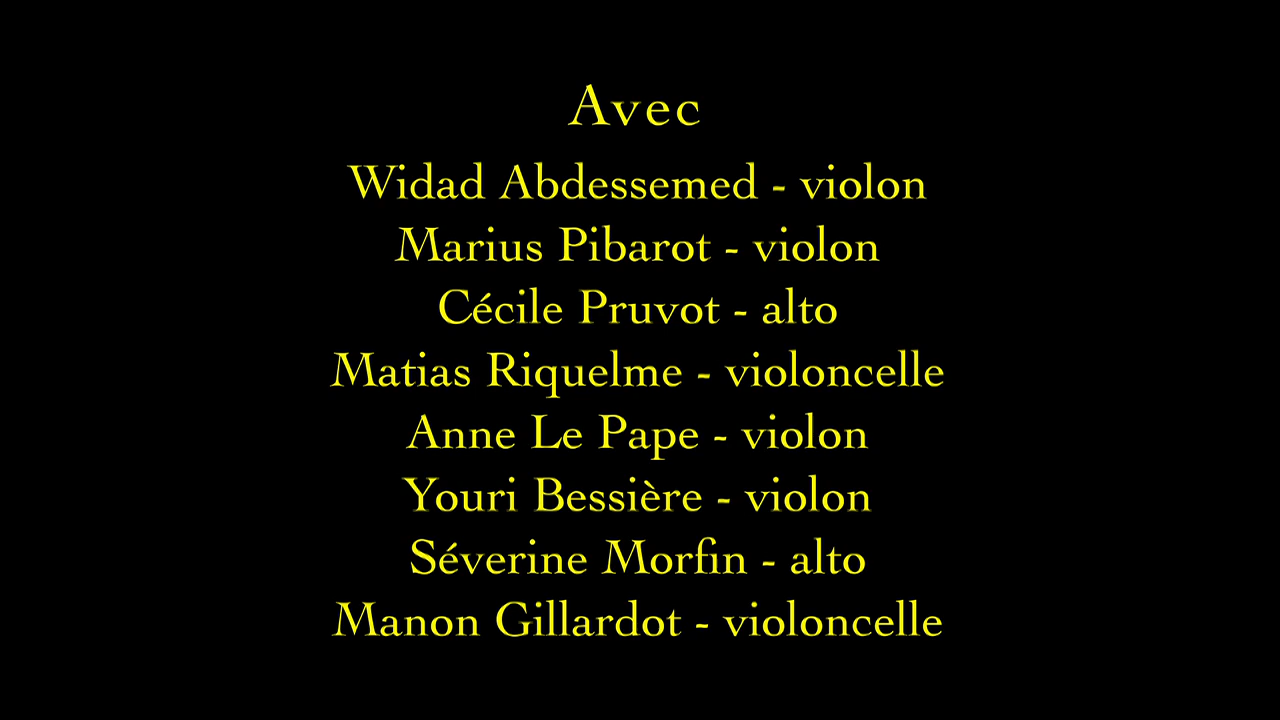 Avec
Widad Abdessemed - violon
Marius Pibarot - violon
Cécile Pruvot - alto
Matias Riquelme - violoncelle
Anne Le Pape - violon
Youri Bessière - violon
Séverine Morfin - alto
Manon Gillardot - violoncelle